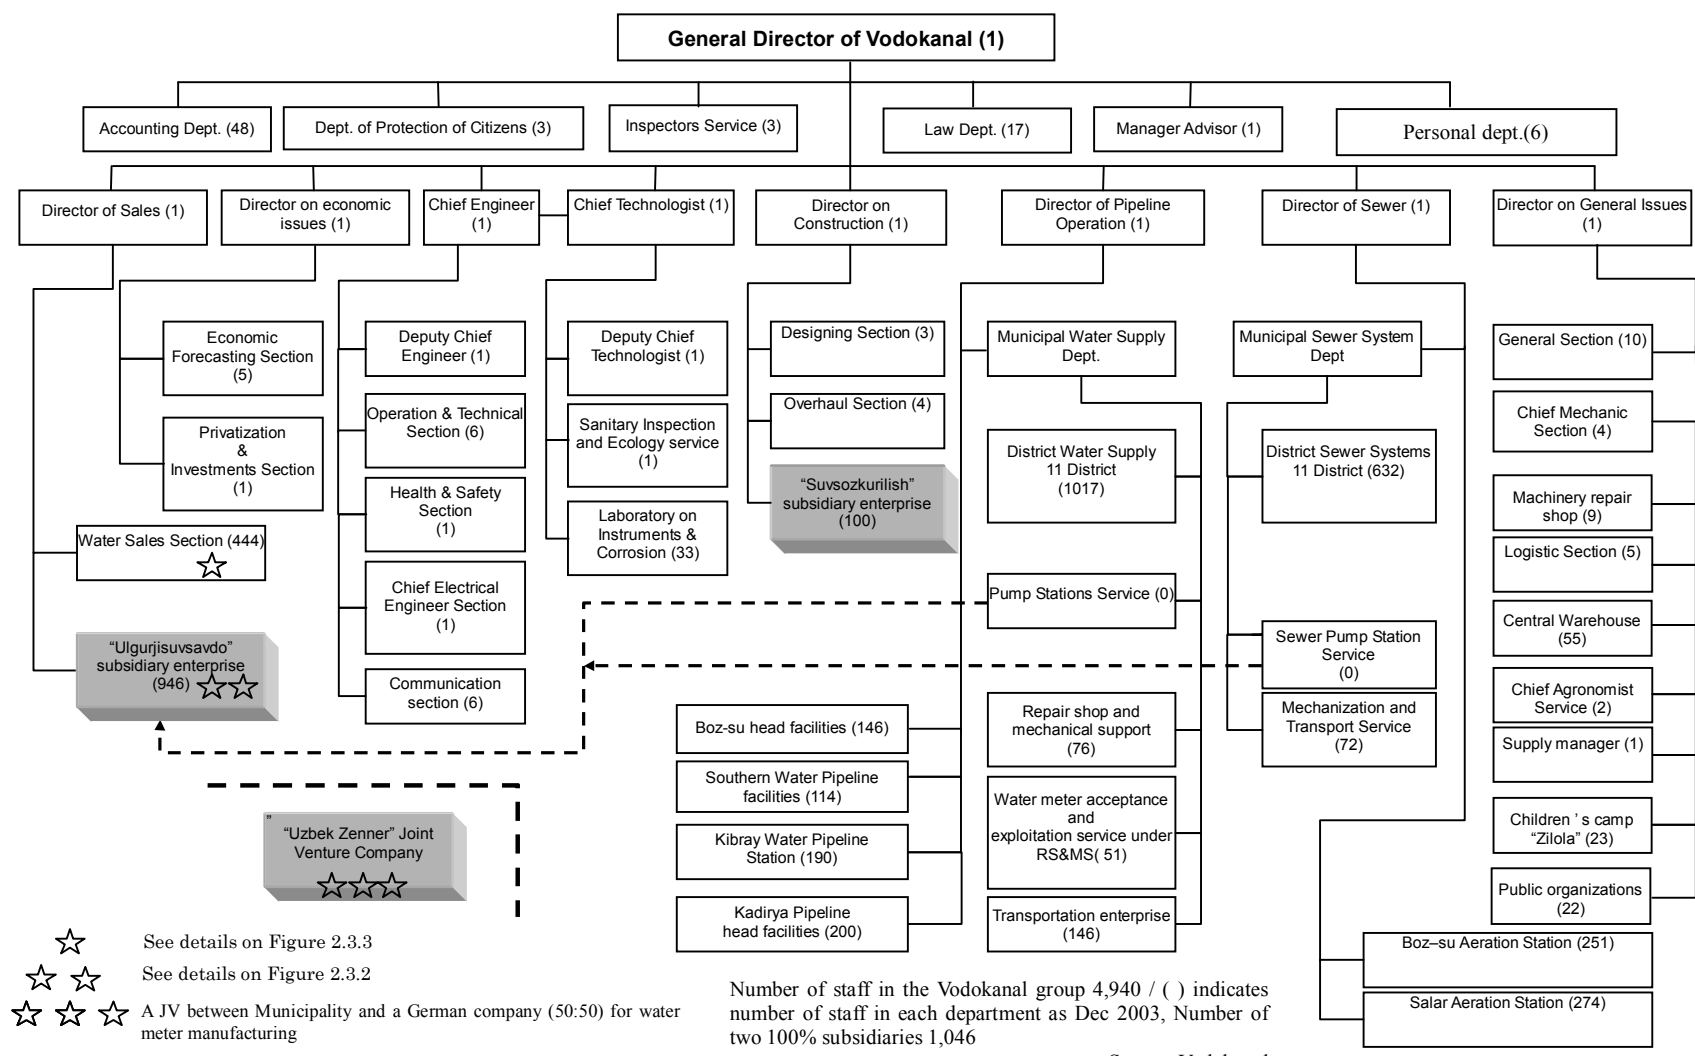 General Director of Vodokanal (1)
Accounting Dept. (48)
Dept. of Protection of Citizens (3)
Inspectors Service (3)
Law Dept. (17)
Manager Advisor (1)
Personal dept.(6)
Director of Sales (1)
Director on economic
issues (1)
Chief Engineer
(1)
Chief Technologist (1)
Director on
Construction (1)
Director of Pipeline
Operation (1)
Director of Sewer (1)
Director on General Issues
(1)
Economic
Forecasting Section
(5)
Privatization
&
Investments Section
(1)
Water Sales Section (444)
“Ulgurjisuvsavdo”
subsidiary enterprise
(946)
Deputy Chief
Engineer (1)
Operation & Technical
Section (6)
Health & Safety
Section
(1)
Chief Electrical
Engineer Section
(1)
Communication
section (6)
Deputy Chief
Technologist (1)
Sanitary Inspection
and Ecology service
(1)
Laboratory on
Instruments &
Corrosion (33)
Designing Section (3)
Overhaul Section (4)
“Suvsozkurilish”
subsidiary enterprise
(100)
Municipal Water Supply
Dept.
District Water Supply
11 District
(1017)
Pump Stations Service (0)
Repair shop and
mechanical support
(76)
Water meter acceptance
and
exploitation service under
RS&MS( 51)
Transportation enterprise
(146)
Boz-su head facilities (146)
Southern Water Pipeline
facilities (114)
Kibray Water Pipeline
Station (190)
Kadirya Pipeline
head facilities (200)
Municipal Sewer System
Dept
District Sewer Systems
11 District (632)
Sewer Pump Station
Service
(0)
Mechanization and
Transport Service
(72)
Boz–su Aeration Station (251)
Salar Aeration Station (274)
General Section (10)
Chief Mechanic
Section (4)
Machinery repair
shop (9)
Logistic Section (5)
Central Warehouse
(55)
Chief Agronomist
Service (2)
Supply manager (1)
Children ’ s camp
“Zilola” (23)
Public organizations
(22)
”
“Uzbek Zenner” Joint
Venture Company
See details on Figure 2.3.3
See details on Figure 2.3.2
A JV between Municipality and a German company (50:50) for water
meter manufacturing
Number of staff in the Vodokanal group 4,940 / ( ) indicates
number of staff in each department as Dec 2003, Number of
two 100% subsidiaries 1,046